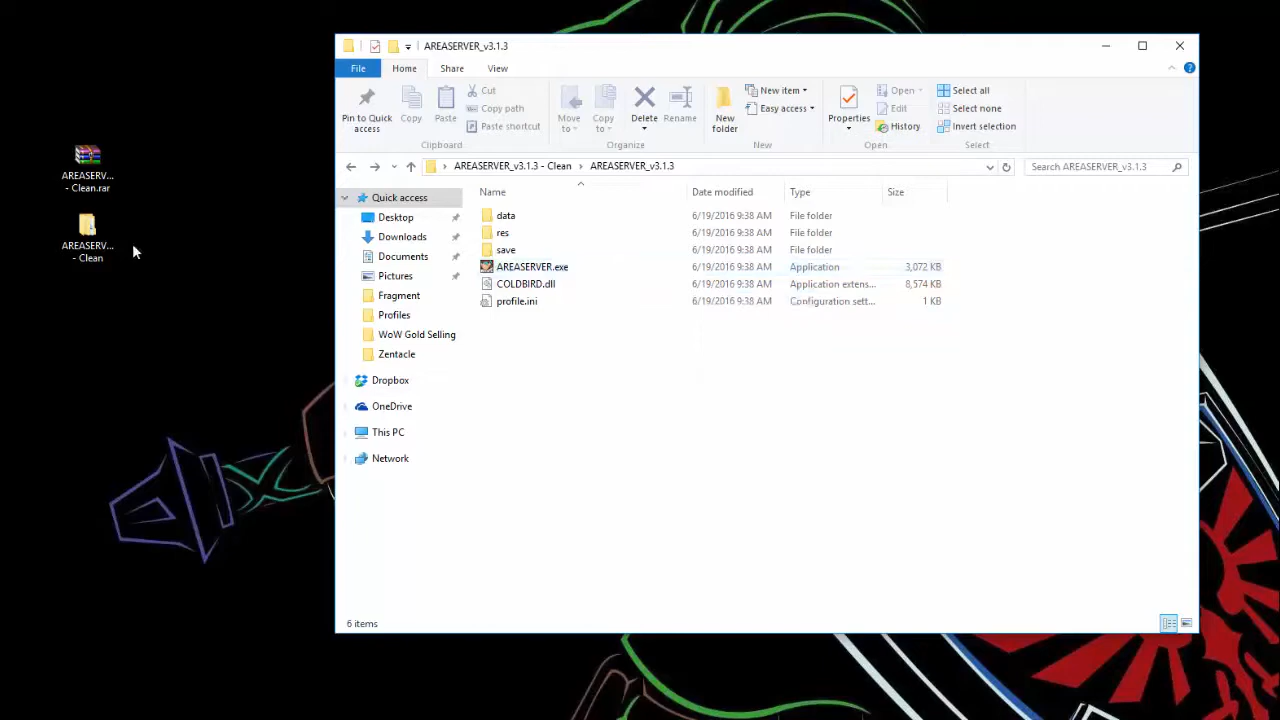 AREASERVER_v3.1.3
File Home Share View
Pin to Quick access
Copy
Paste
Cut
Copy path
Paste shortcut
Clipboard
Move to
Copy to
Delete
Rename
Organize
New folder
New item
Easy access
New
Properties
Open
Edit
History
Open
Select all
Select none
Invert selection
Select
AREASERVER_v3.1.3 - Clean > AREASERVER_v3.1.3
Search AREASERVER_v3.1.3
AREASERV...
- Clean.rar
AREASERV...
- Clean
Quick access
Desktop
Downloads
Documents
Pictures
Fragment
Profiles
WoW Gold Selling
Zentacle
Dropbox
OneDrive
This PC
Network
Name Date modified Type Size
data 6/19/2016 9:38 AM File folder
res 6/19/2016 9:38 AM File folder
save 6/19/2016 9:38 AM File folder
AREASERVER.exe 6/19/2016 9:38 AM Application 3,072 KB
COLDBIRD.dll 6/19/2016 9:38 AM Application extens... 8,574 KB
profile.ini 6/19/2016 9:38 AM Configuration sett... 1 KB
6 items